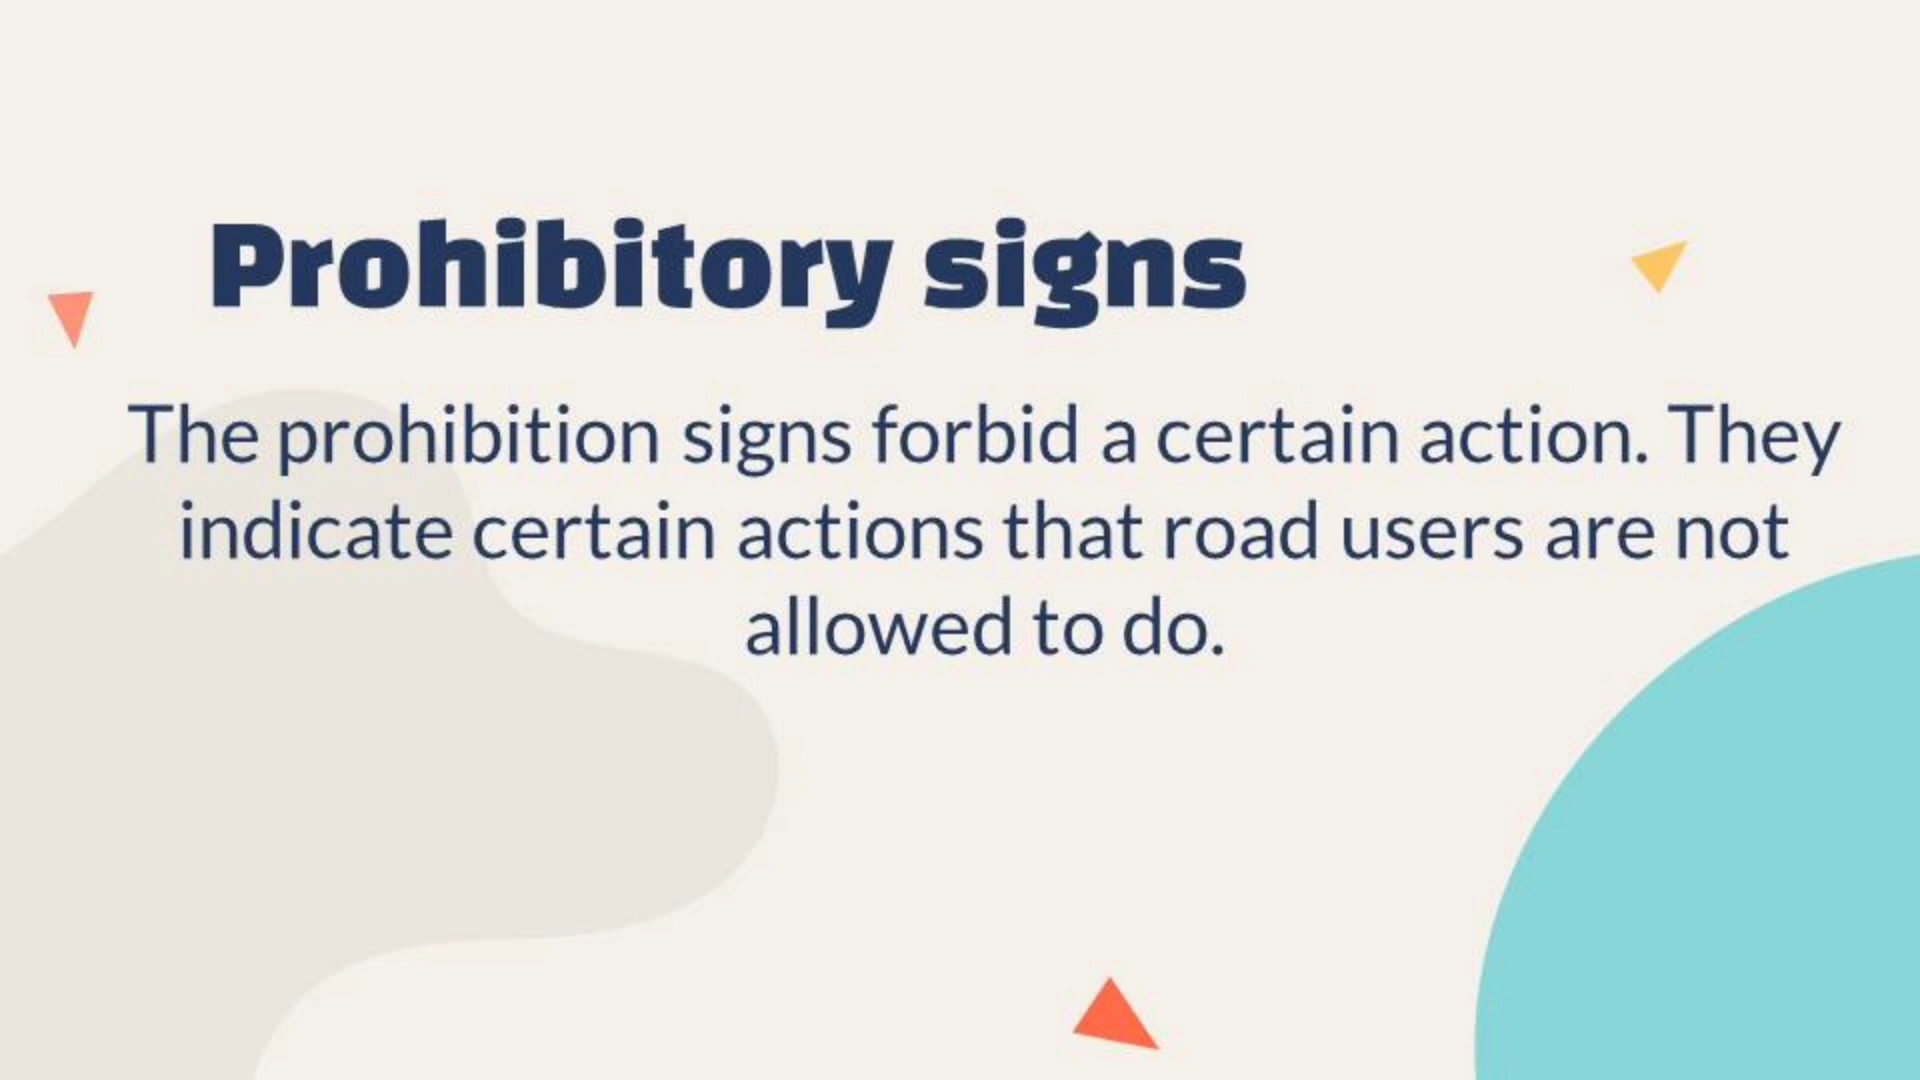 Prohibitory signs
The prohibition signs forbid a certain action. They
indicate certain actions that road users are not
allowed to do.